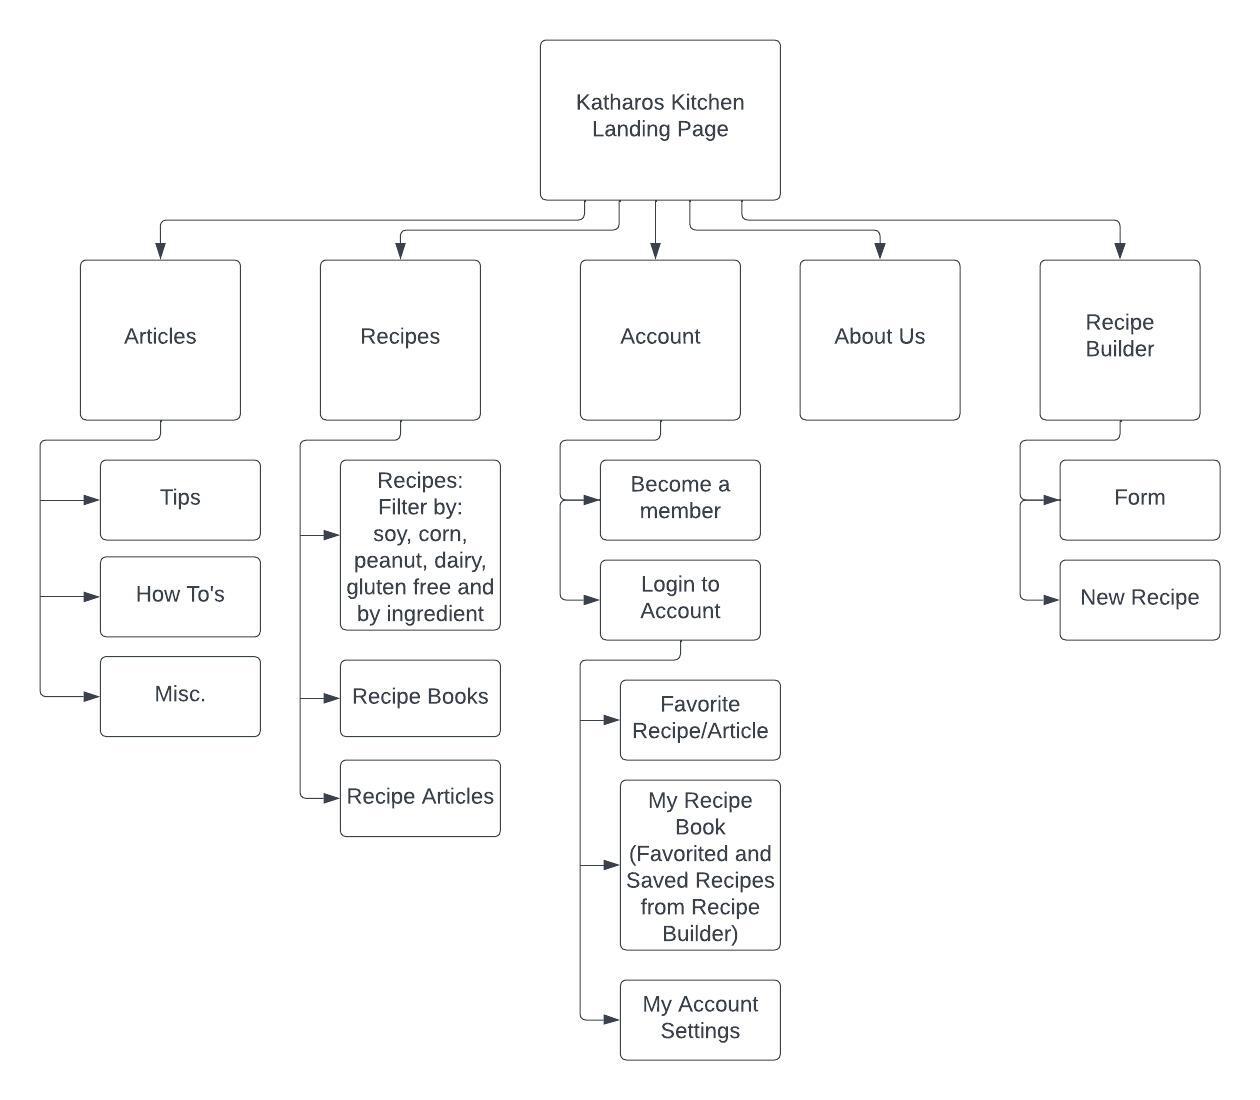 Katharos Kitchen
Landing Page
Articles
Recipes
Account
About Us
Recipe
Builder
Tips
How To's
Misc.
Recipes:
Filter by:
soy, corn,
peanut, dairy,
gluten free and
by ingredient
Recipe Books
Recipe Articles
Become a
member
Login to
Account
Favorite
Recipe/Article
My Recipe
Book
(Favorited and
Saved Recipes
from Recipe
Builder)
My Account
Settings
Form
New Recipe